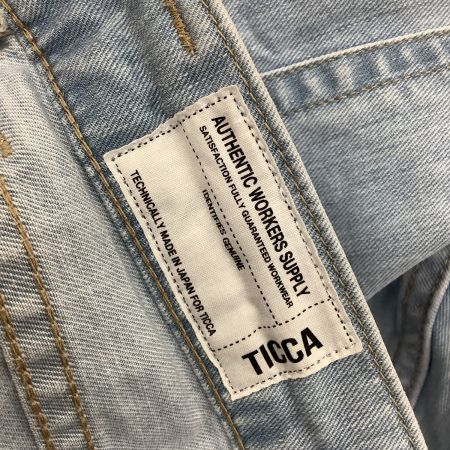 AUTHENTIC WORKERS SUPPLY
SATISFACTION FULLY GUARANTEED WORKWEAR
IDENTIFIES GENUINE
TECHNICALLY MADE IN JAPAN FOR TICCA
TICCA